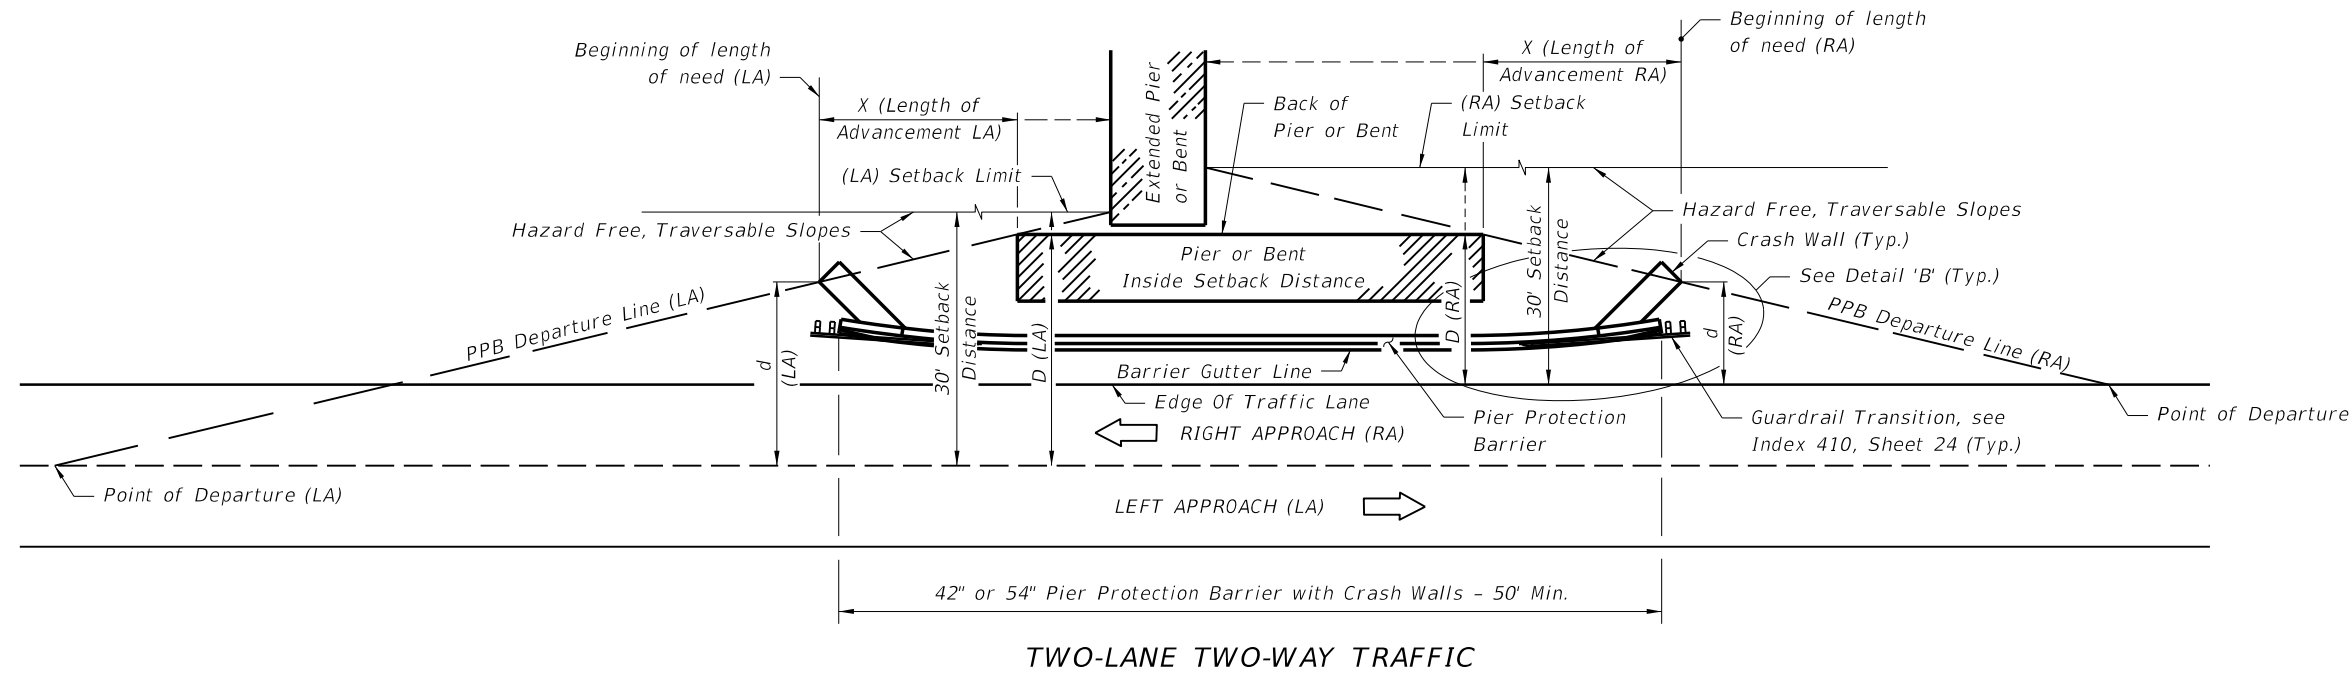 Beginning of length
of need (RA)
Beginning of length
of need (LA)
X (Length of
Advancement RA)
X (Length of
Advancement LA)
Extended Pier
or Bent
Back of
Pier or Bent
(RA) Setback
Limit
(LA) Setback Limit
Hazard Free, Traversable Slopes
Hazard Free, Traversable Slopes
Crash Wall (Typ.)
See Detail 'B' (Typ.)
Pier or Bent
Inside Setback Distance
30' Setback
Distance
30' Setback
Distance
PPB Departure Line (LA)
PPB Departure Line (RA)
d
(LA)
D (LA)
D (RA)
d
(RA)
Barrier Gutter Line
Edge Of Traffic Lane
Pier Protection
Barrier
Guardrail Transition, see
Index 410, Sheet 24 (Typ.)
Point of Departure
RIGHT APPROACH (RA)
Point of Departure (LA)
LEFT APPROACH (LA)
42" or 54" Pier Protection Barrier with Crash Walls – 50' Min.
TWO-LANE TWO-WAY TRAFFIC